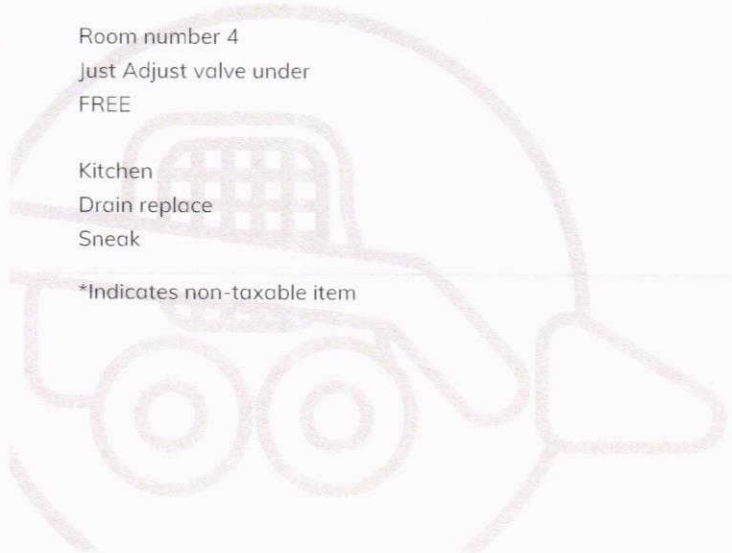 Room number 4
Just Adjust valve under
FREE
Kitchen
Drain replace
Sneak
*Indicates non-taxable item